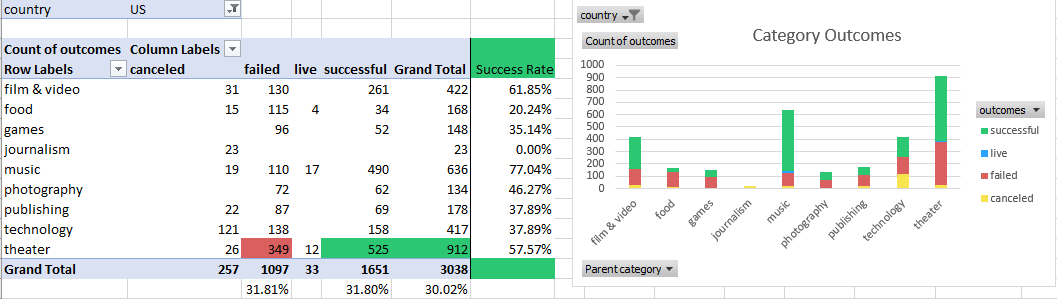 country US
Count of outcomes Column Labels
Row Labels canceled failed live successful Grand Total Success Rate
film & video 31 130 261 422 61.85%
food 15 115 4 34 168 20.24%
games 96 52 148 35.14%
journalism 23 23 0.00%
music 19 110 17 490 636 77.04%
photography 72 62 134 46.27%
publishing 22 87 69 178 37.89%
technology 121 138 158 417 37.89%
theater 26 349 12 525 912 57.57%
Grand Total 257 1097 33 1651 3038
31.81% 31.80% 30.02%
country
Count of outcomes
Category Outcomes
1000
900
800
700
600
500
400
300
200
100
0
film & video
food
games
journalism
music
photography
publishing
technology
theater
outcomes
successful
live
failed
canceled
Parent category